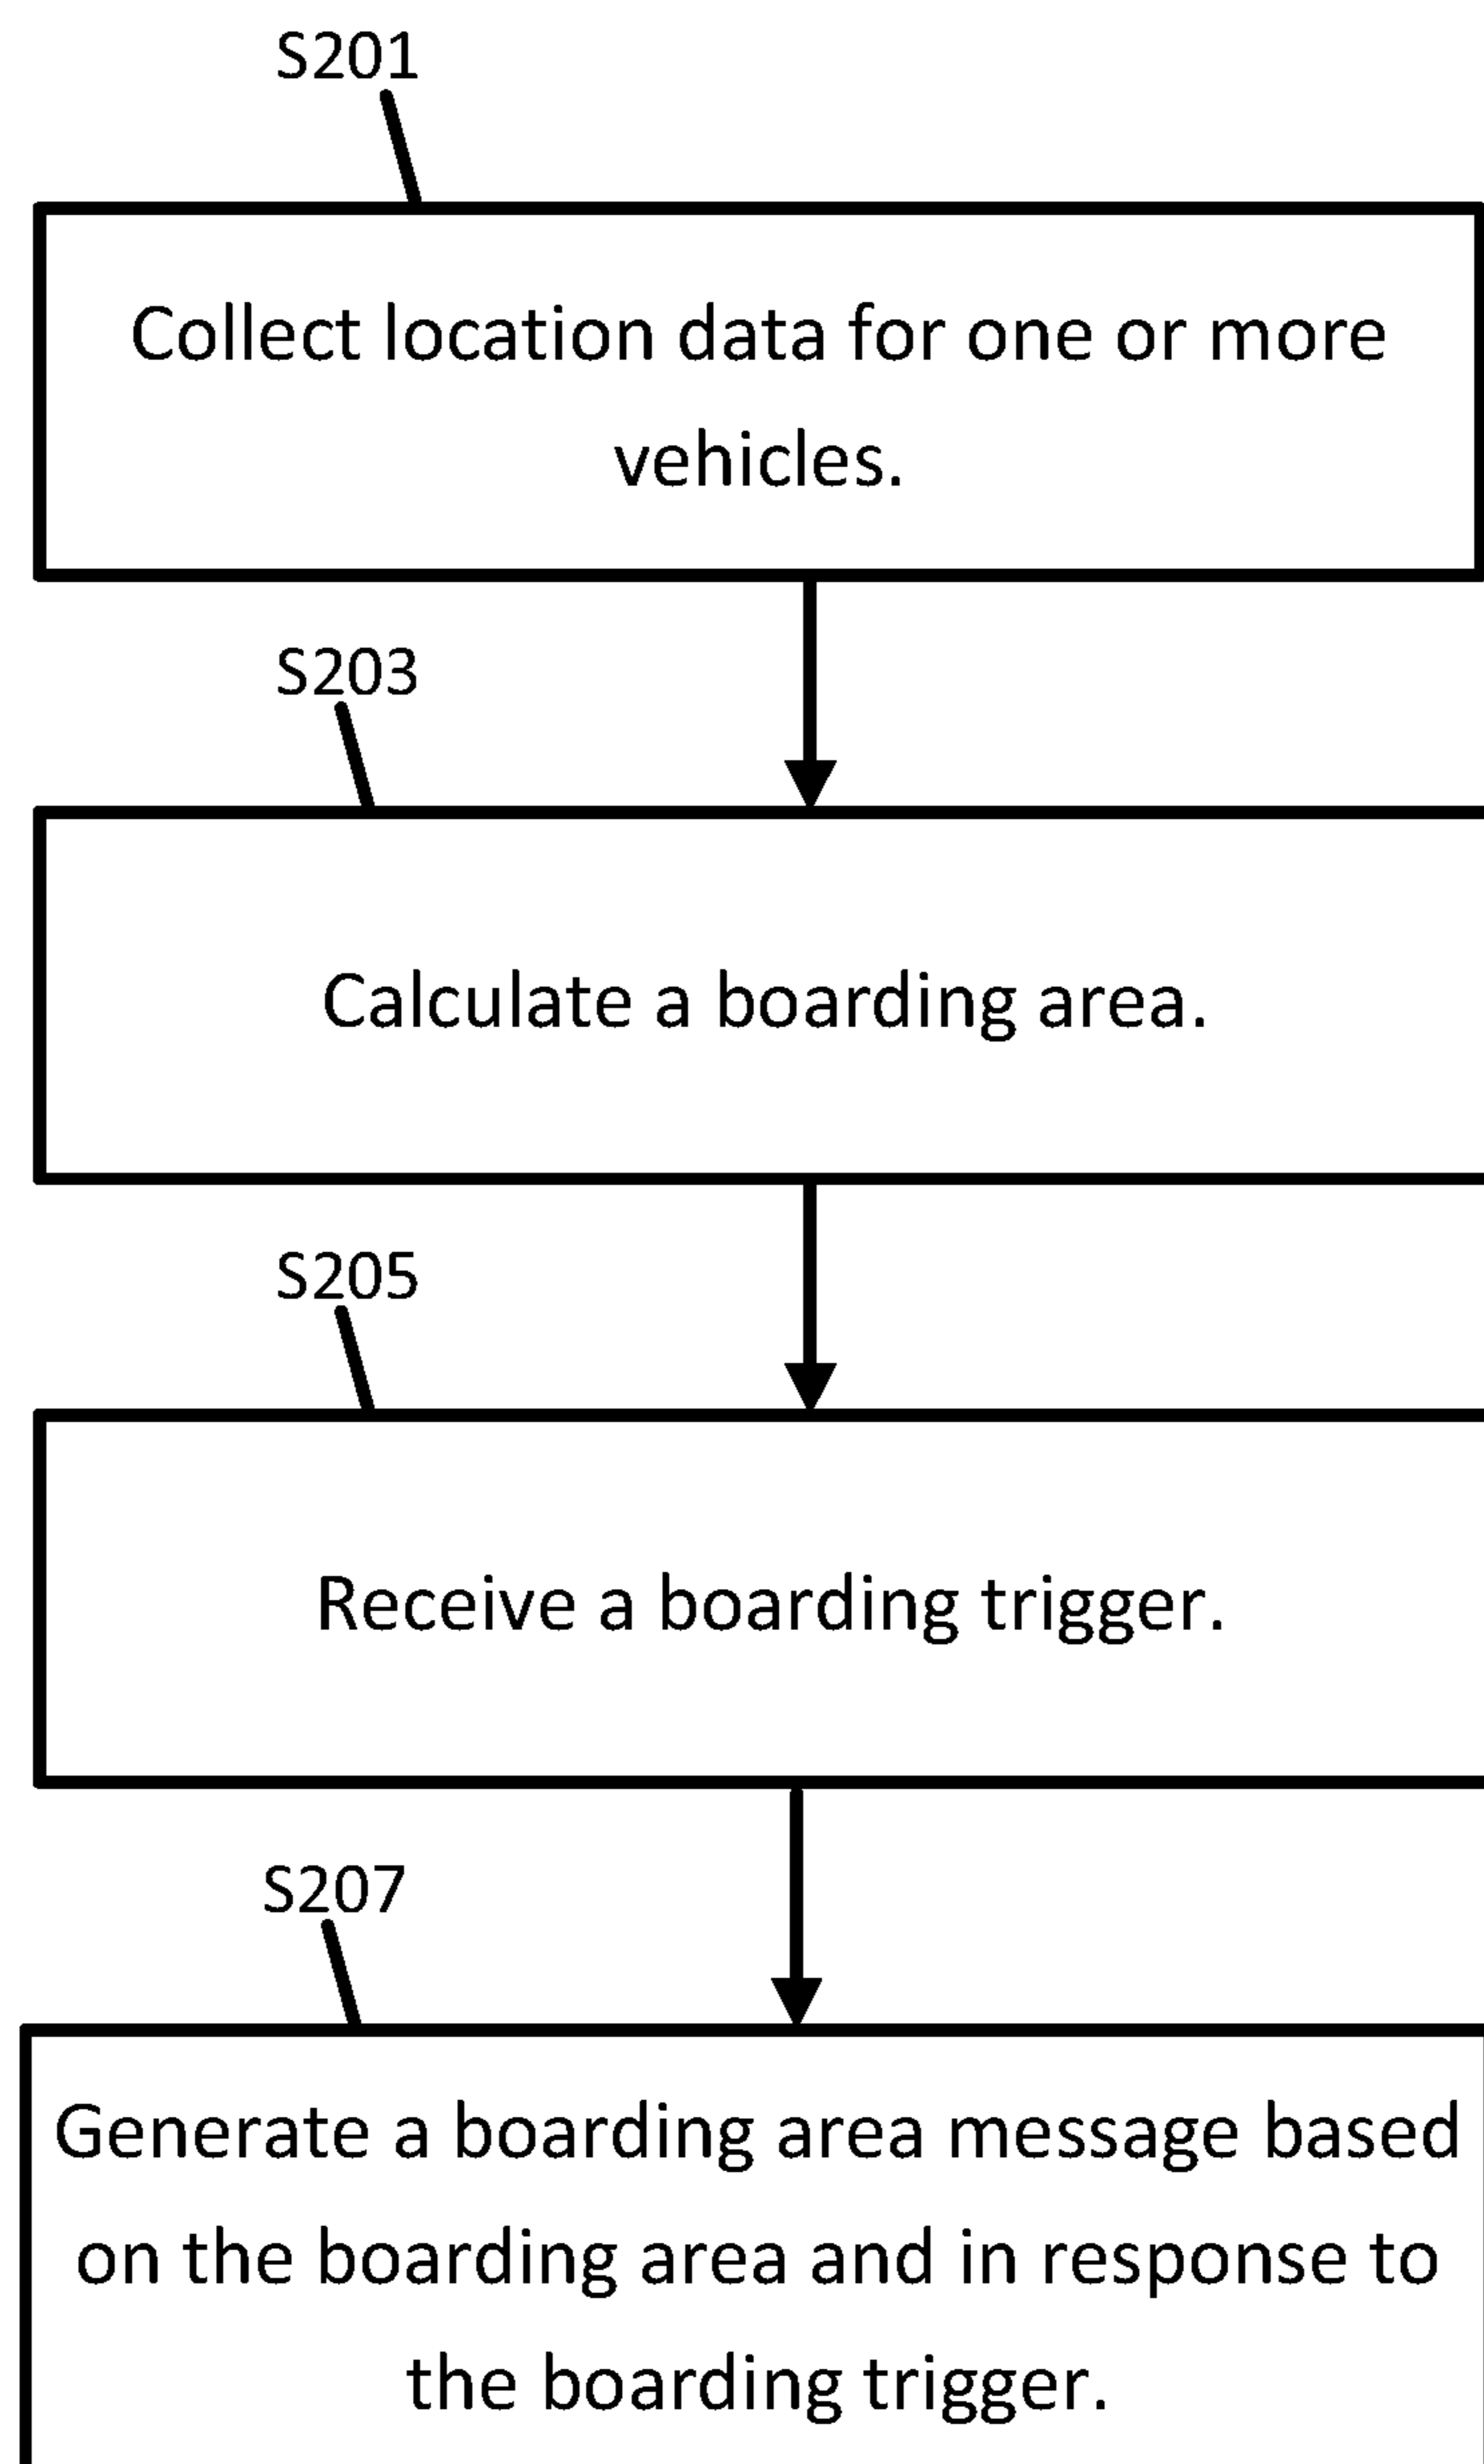 S201
Collect location data for one or more
vehicles.
S203
Calculate a boarding area.
S205
Receive a boarding trigger.
S207
Generate a boarding area message based
on the boarding area and in response to
the boarding trigger.